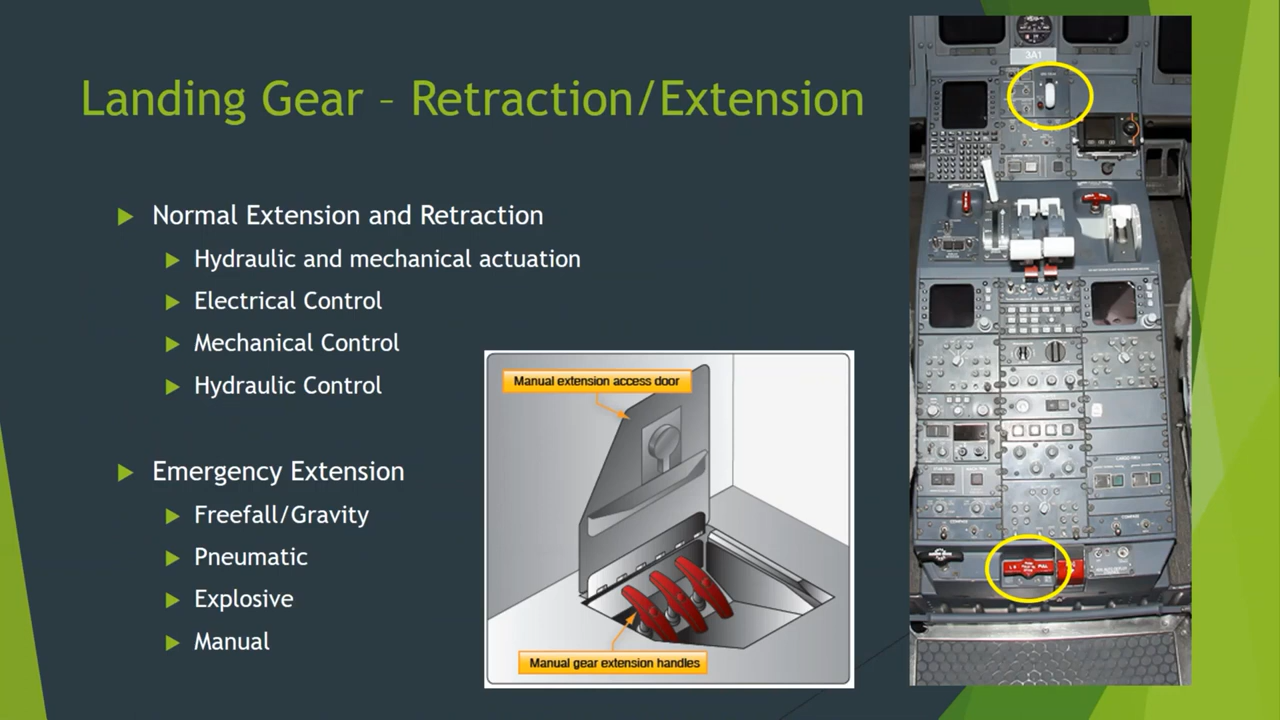 Landing Gear – Retraction/Extension
Normal Extension and Retraction
Hydraulic and mechanical actuation
Electrical Control
Mechanical Control
Hydraulic Control
Emergency Extension
Freefall/Gravity
Pneumatic
Explosive
Manual
Manual extension access door
Manual gear extension handles
3A1